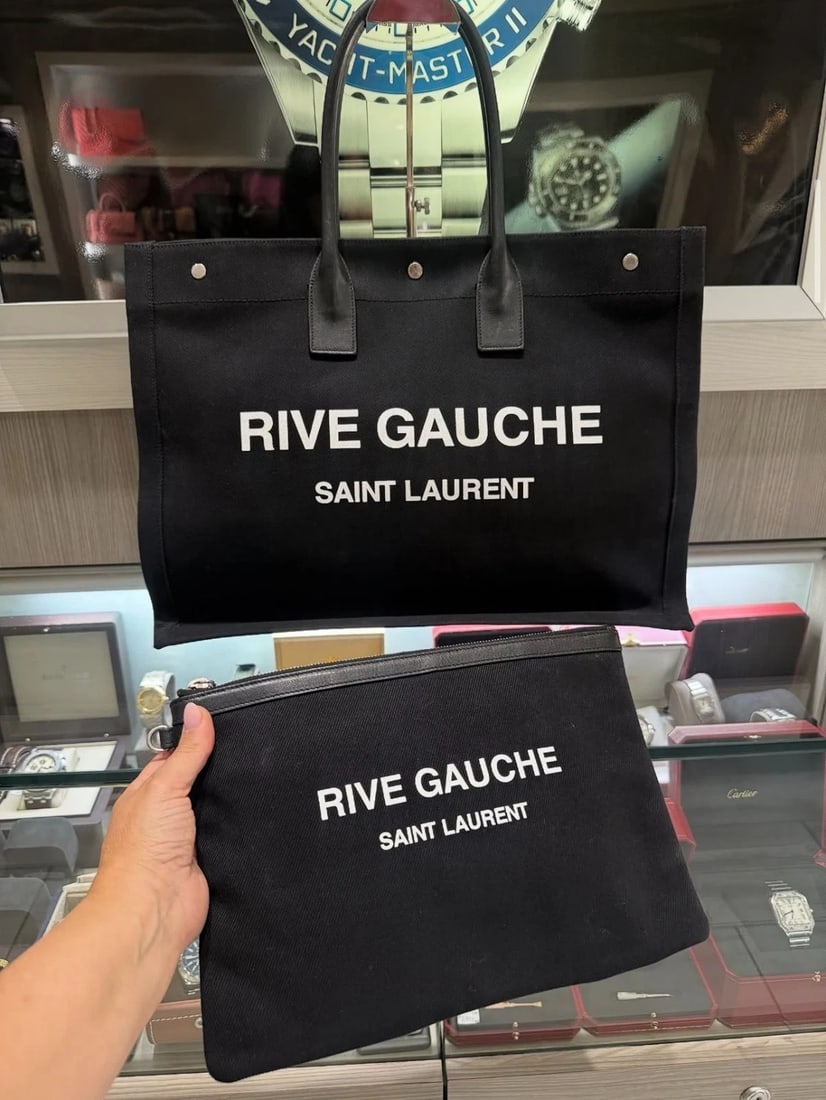 YACHT-MASTER II
RIVE GAUCHE
SAINT LAURENT
RIVE GAUCHE
SAINT LAURENT
Cartier